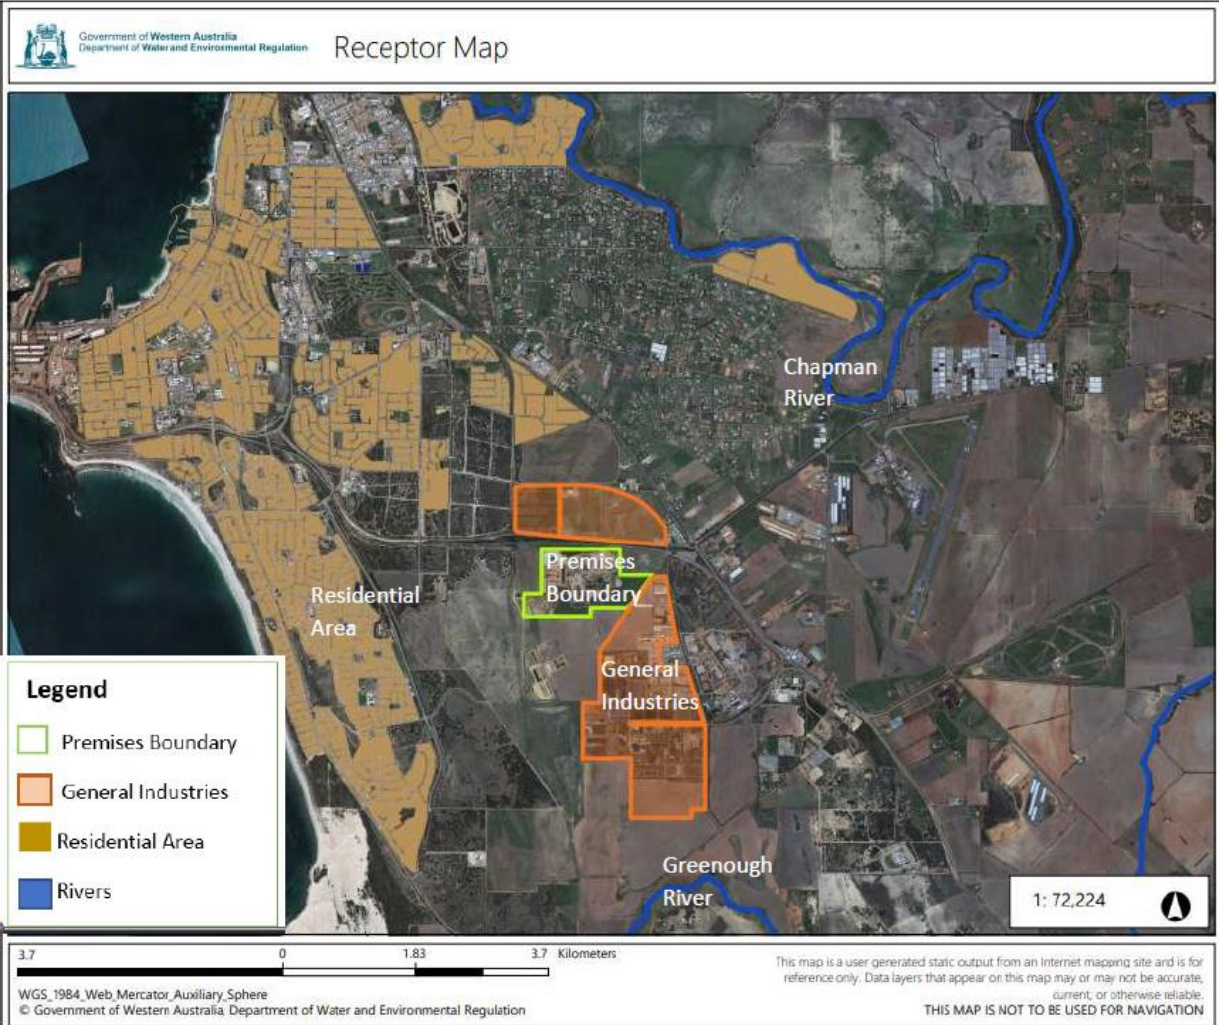 Government of Western Australia
Department of Water and Environmental Regulation
Receptor Map
Chapman
River
Premises
Boundary
Residential
Area
General
Industries
Greenough
River
Legend
Premises Boundary
General Industries
Residential Area
Rivers
1: 72,224
3.7 0 1.83 3.7 Kilometers
WGS_1984_Web_Mercator_Auxiliary_Sphere
© Government of Western Australia, Department of Water and Environmental Regulation
This map is a user generated static output from an Internet mapping site and is for
reference only. Data layers that appear on this map may or may not be accurate,
current, or otherwise reliable.
THIS MAP IS NOT TO BE USED FOR NAVIGATION